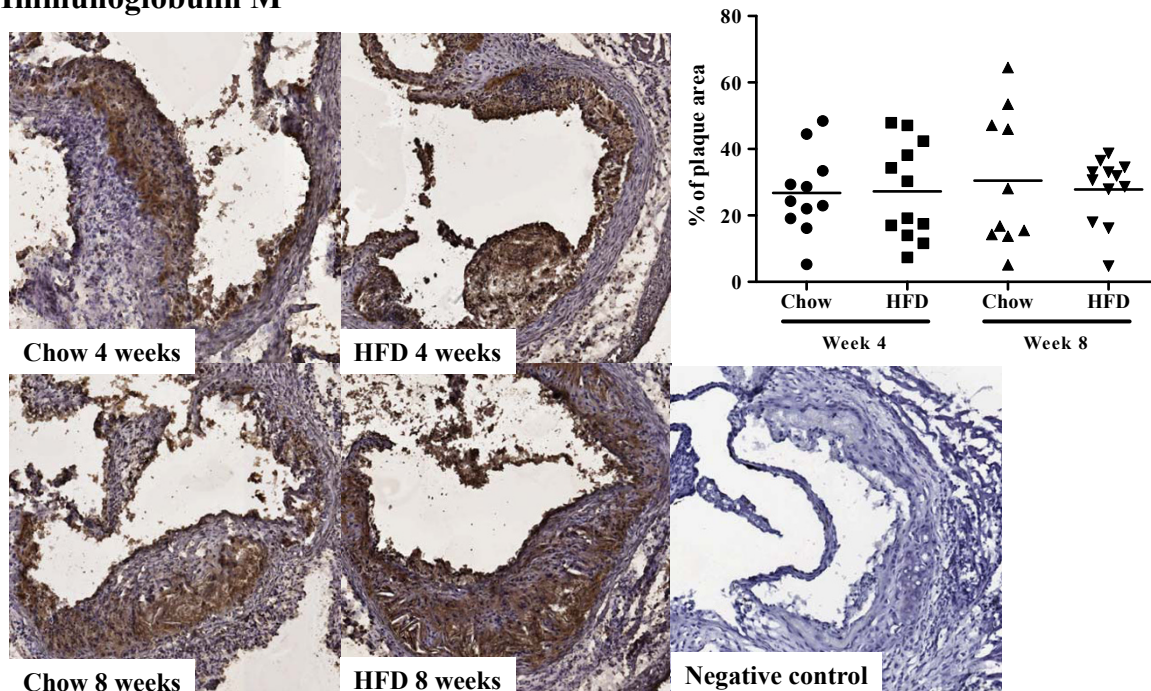 Immunoglobulin M
Chow 4 weeks
HFD 4 weeks
% of plaque area
80
60
40
20
0
Chow HFD Chow HFD
Week 4 Week 8
Chow 8 weeks
HFD 8 weeks
Negative control